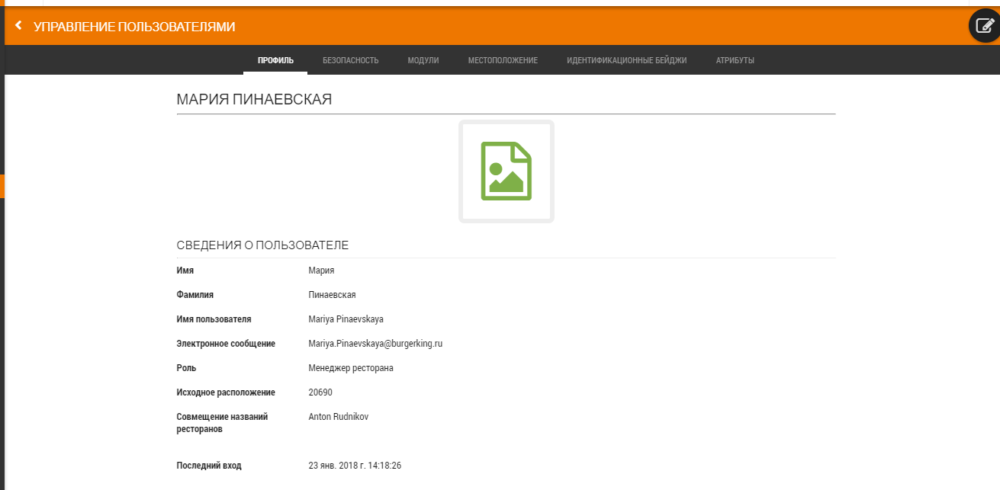 УПРАВЛЕНИЕ ПОЛЬЗОВАТЕЛЯМИ
ПРОФИЛЬ БЕЗОПАСНОСТЬ МОДУЛИ МЕСТОПОЛОЖЕНИЕ ИДЕНТИФИКАЦИОННЫЕ БЕЙДЖИ АТРИБУТЫ
МАРИЯ ПИНАЕВСКАЯ
СВЕДЕНИЯ О ПОЛЬЗОВАТЕЛЕ
Имя Мария
Фамилия Пинаевская
Имя пользователя Mariya Pinaevskaya
Электронное сообщение Mariya.Pinaevskaya@burgerking.ru
Роль Менеджер ресторана
Исходное расположение 20690
Совмещение названий Anton Rudnikov
ресторанов
Последний вход 23 янв. 2018 г. 14:18:26